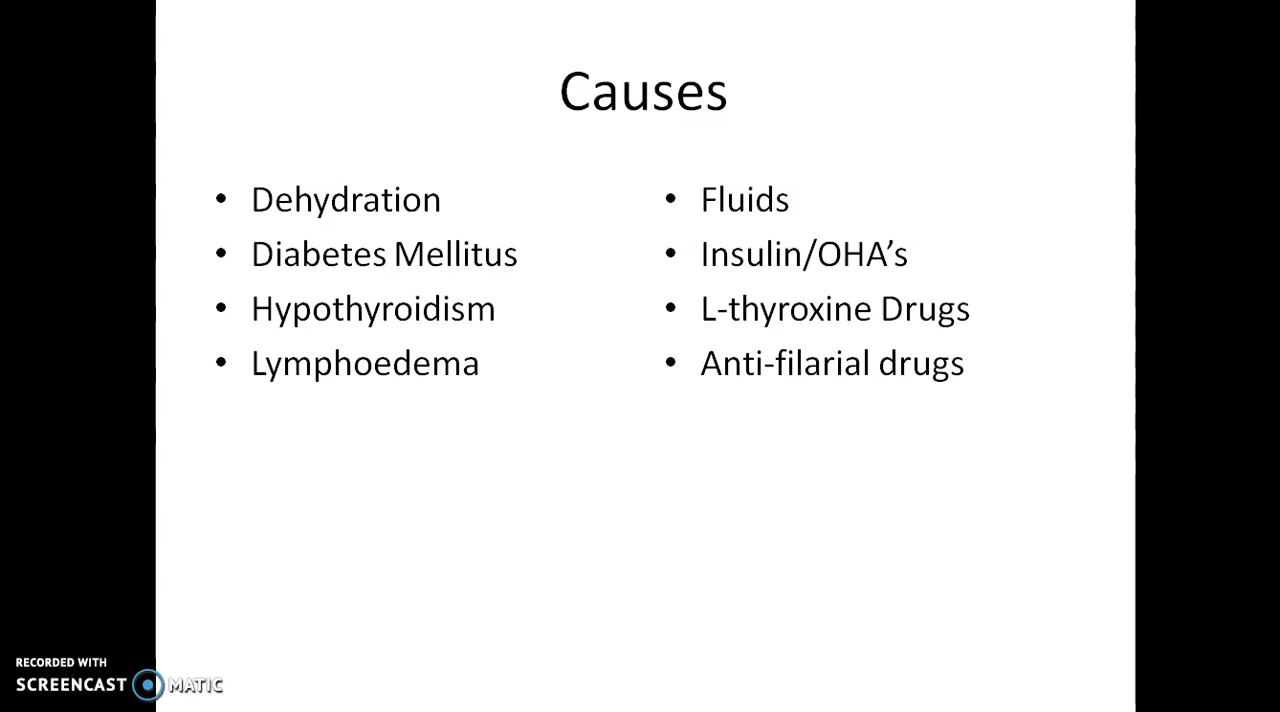 Causes
• Dehydration
• Diabetes Mellitus
• Hypothyroidism
• Lymphoedema
• Fluids
• Insulin/OHA’s
• L-thyroxine Drugs
• Anti-filarial drugs
RECORDED WITH
SCREENCAST MATIC